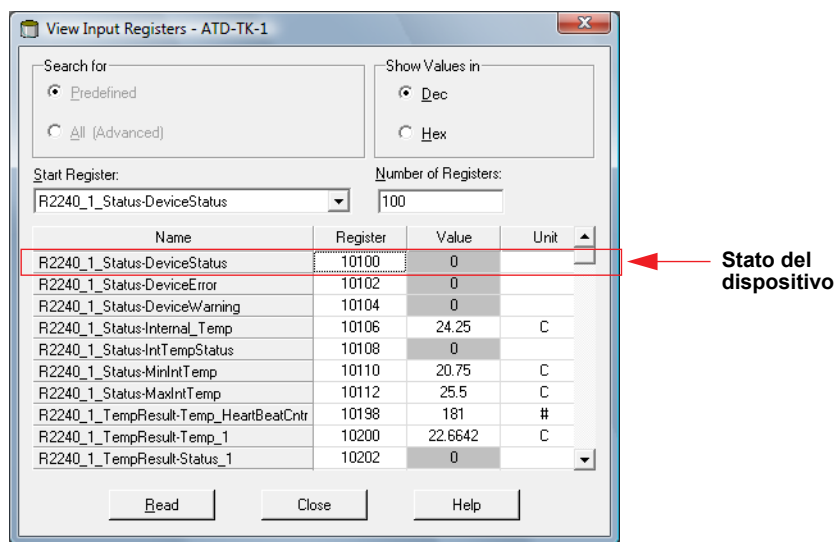 View Input Registers - ATD-TK-1
Search for
Predefined
All (Advanced)
Show Values in
Dec
Hex
Start Register:
R2240_1_Status-DeviceStatus
Number of Registers:
100
Name Register Value Unit
R2240_1_Status-DeviceStatus 10100 0
R2240_1_Status-DeviceError 10102 0
R2240_1_Status-DeviceWarning 10104 0
R2240_1_Status-Internal_Temp 10106 24.25 C
R2240_1_Status-IntTempStatus 10108 0
R2240_1_Status-MinIntTemp 10110 20.75 C
R2240_1_Status-MaxIntTemp 10112 25.5 C
R2240_1_TempResult-Temp_HeartBeatCntr 10198 181 #
R2240_1_TempResult-Temp_1 10200 22.6642 C
R2240_1_TempResult-Status_1 10202 0
Read Close Help
Stato del
dispositivo